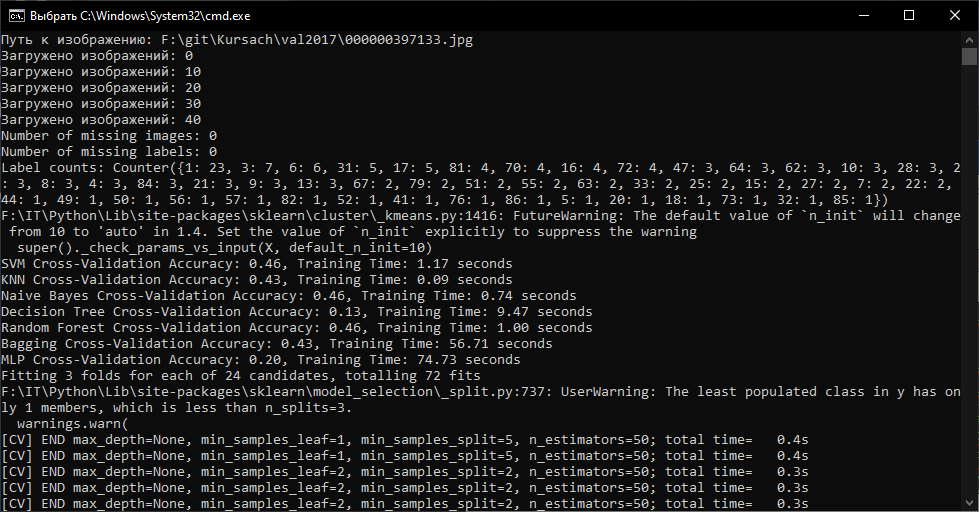 Выбрать C:\Windows\System32\cmd.exe
Путь к изображению: F:\git\Kursach\val2017\000000397133.jpg
Загружено изображений: 0
Загружено изображений: 10
Загружено изображений: 20
Загружено изображений: 30
Загружено изображений: 40
Number of missing images: 0
Number of missing labels: 0
Label counts: Counter({1: 23, 3: 7, 6: 6, 31: 5, 17: 5, 81: 4, 70: 4, 16: 4, 72: 4, 47: 3, 64: 3, 62: 3, 10: 3, 28: 3, 2
: 3, 8: 3, 4: 3, 84: 3, 21: 3, 9: 3, 13: 3, 67: 2, 79: 2, 51: 2, 55: 2, 63: 2, 33: 2, 25: 2, 15: 2, 27: 2, 7: 2, 22: 2,
44: 1, 49: 1, 50: 1, 56: 1, 57: 1, 82: 1, 52: 1, 41: 1, 76: 1, 86: 1, 5: 1, 20: 1, 18: 1, 73: 1, 32: 1, 85: 1})
F:\IT\Python\Lib\site-packages\sklearn\cluster\_kmeans.py:1416: FutureWarning: The default value of `n_init` will change
 from 10 to 'auto' in 1.4. Set the value of `n_init` explicitly to suppress the warning
  super()._check_params_vs_input(X, default_n_init=10)
SVM Cross-Validation Accuracy: 0.46, Training Time: 1.17 seconds
KNN Cross-Validation Accuracy: 0.43, Training Time: 0.09 seconds
Naive Bayes Cross-Validation Accuracy: 0.46, Training Time: 0.74 seconds
Decision Tree Cross-Validation Accuracy: 0.13, Training Time: 9.47 seconds
Random Forest Cross-Validation Accuracy: 0.46, Training Time: 1.00 seconds
Bagging Cross-Validation Accuracy: 0.43, Training Time: 56.71 seconds
MLP Cross-Validation Accuracy: 0.20, Training Time: 74.73 seconds
Fitting 3 folds for each of 24 candidates, totalling 72 fits
F:\IT\Python\Lib\site-packages\sklearn\model_selection\_split.py:737: UserWarning: The least populated class in y has on
ly 1 members, which is less than n_splits=3.
  warnings.warn(
[CV] END max_depth=None, min_samples_leaf=1, min_samples_split=5, n_estimators=50; total time=   0.4s
[CV] END max_depth=None, min_samples_leaf=1, min_samples_split=5, n_estimators=50; total time=   0.4s
[CV] END max_depth=None, min_samples_leaf=2, min_samples_split=2, n_estimators=50; total time=   0.3s
[CV] END max_depth=None, min_samples_leaf=2, min_samples_split=2, n_estimators=50; total time=   0.3s
[CV] END max_depth=None, min_samples_leaf=2, min_samples_split=2, n_estimators=50; total time=   0.3s